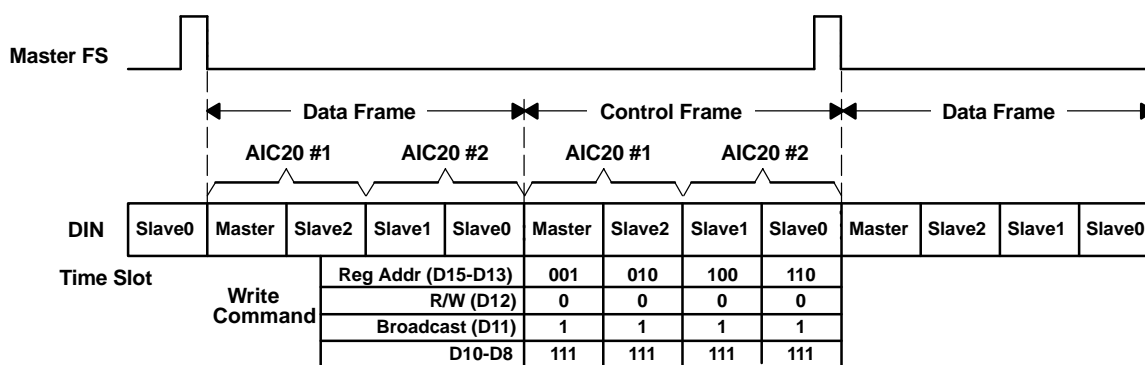 Master FS
Data Frame Control Frame Data Frame
AIC20 #1 AIC20 #2 AIC20 #1 AIC20 #2
DIN Slave0 Master Slave2 Slave1 Slave0 Master Slave2 Slave1 Slave0 Master Slave2 Slave1 Slave0
Time Slot
Write Command
Reg Addr (D15-D13) 001 010 100 110
R/W (D12) 0 0 0 0
Broadcast (D11) 1 1 1 1
D10-D8 111 111 111 111